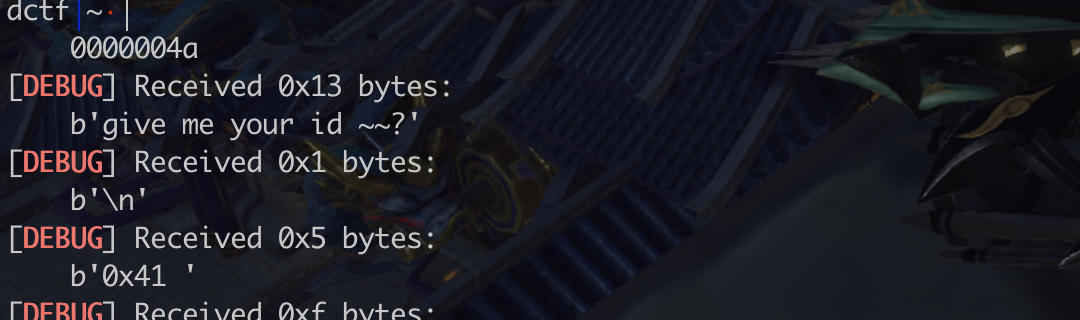 dctf ~
0000004a
[DEBUG] Received 0x13 bytes:
b'give me your id ~~?'
[DEBUG] Received 0x1 bytes:
b'\n'
[DEBUG] Received 0x5 bytes:
b'0x41 '
[DEBUG] Received 0xf bytes: